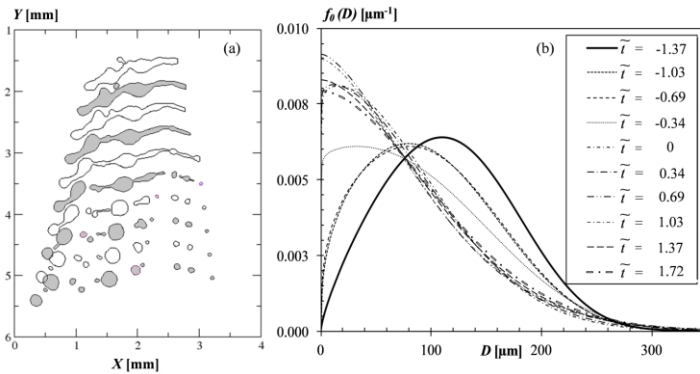 Y [mm]
(a)
1
2
3
4
5
6
0
1
2
3
4
X [mm]
f₀ (D) [μm⁻¹]
(b)
0.010
0.008
0.005
0.003
0.000
0
100
200
D [μm]
t̃ = -1.37
t̃ = -1.03
t̃ = -0.69
t̃ = -0.34
t̃ = 0
t̃ = 0.34
t̃ = 0.69
t̃ = 1.03
t̃ = 1.37
t̃ = 1.72